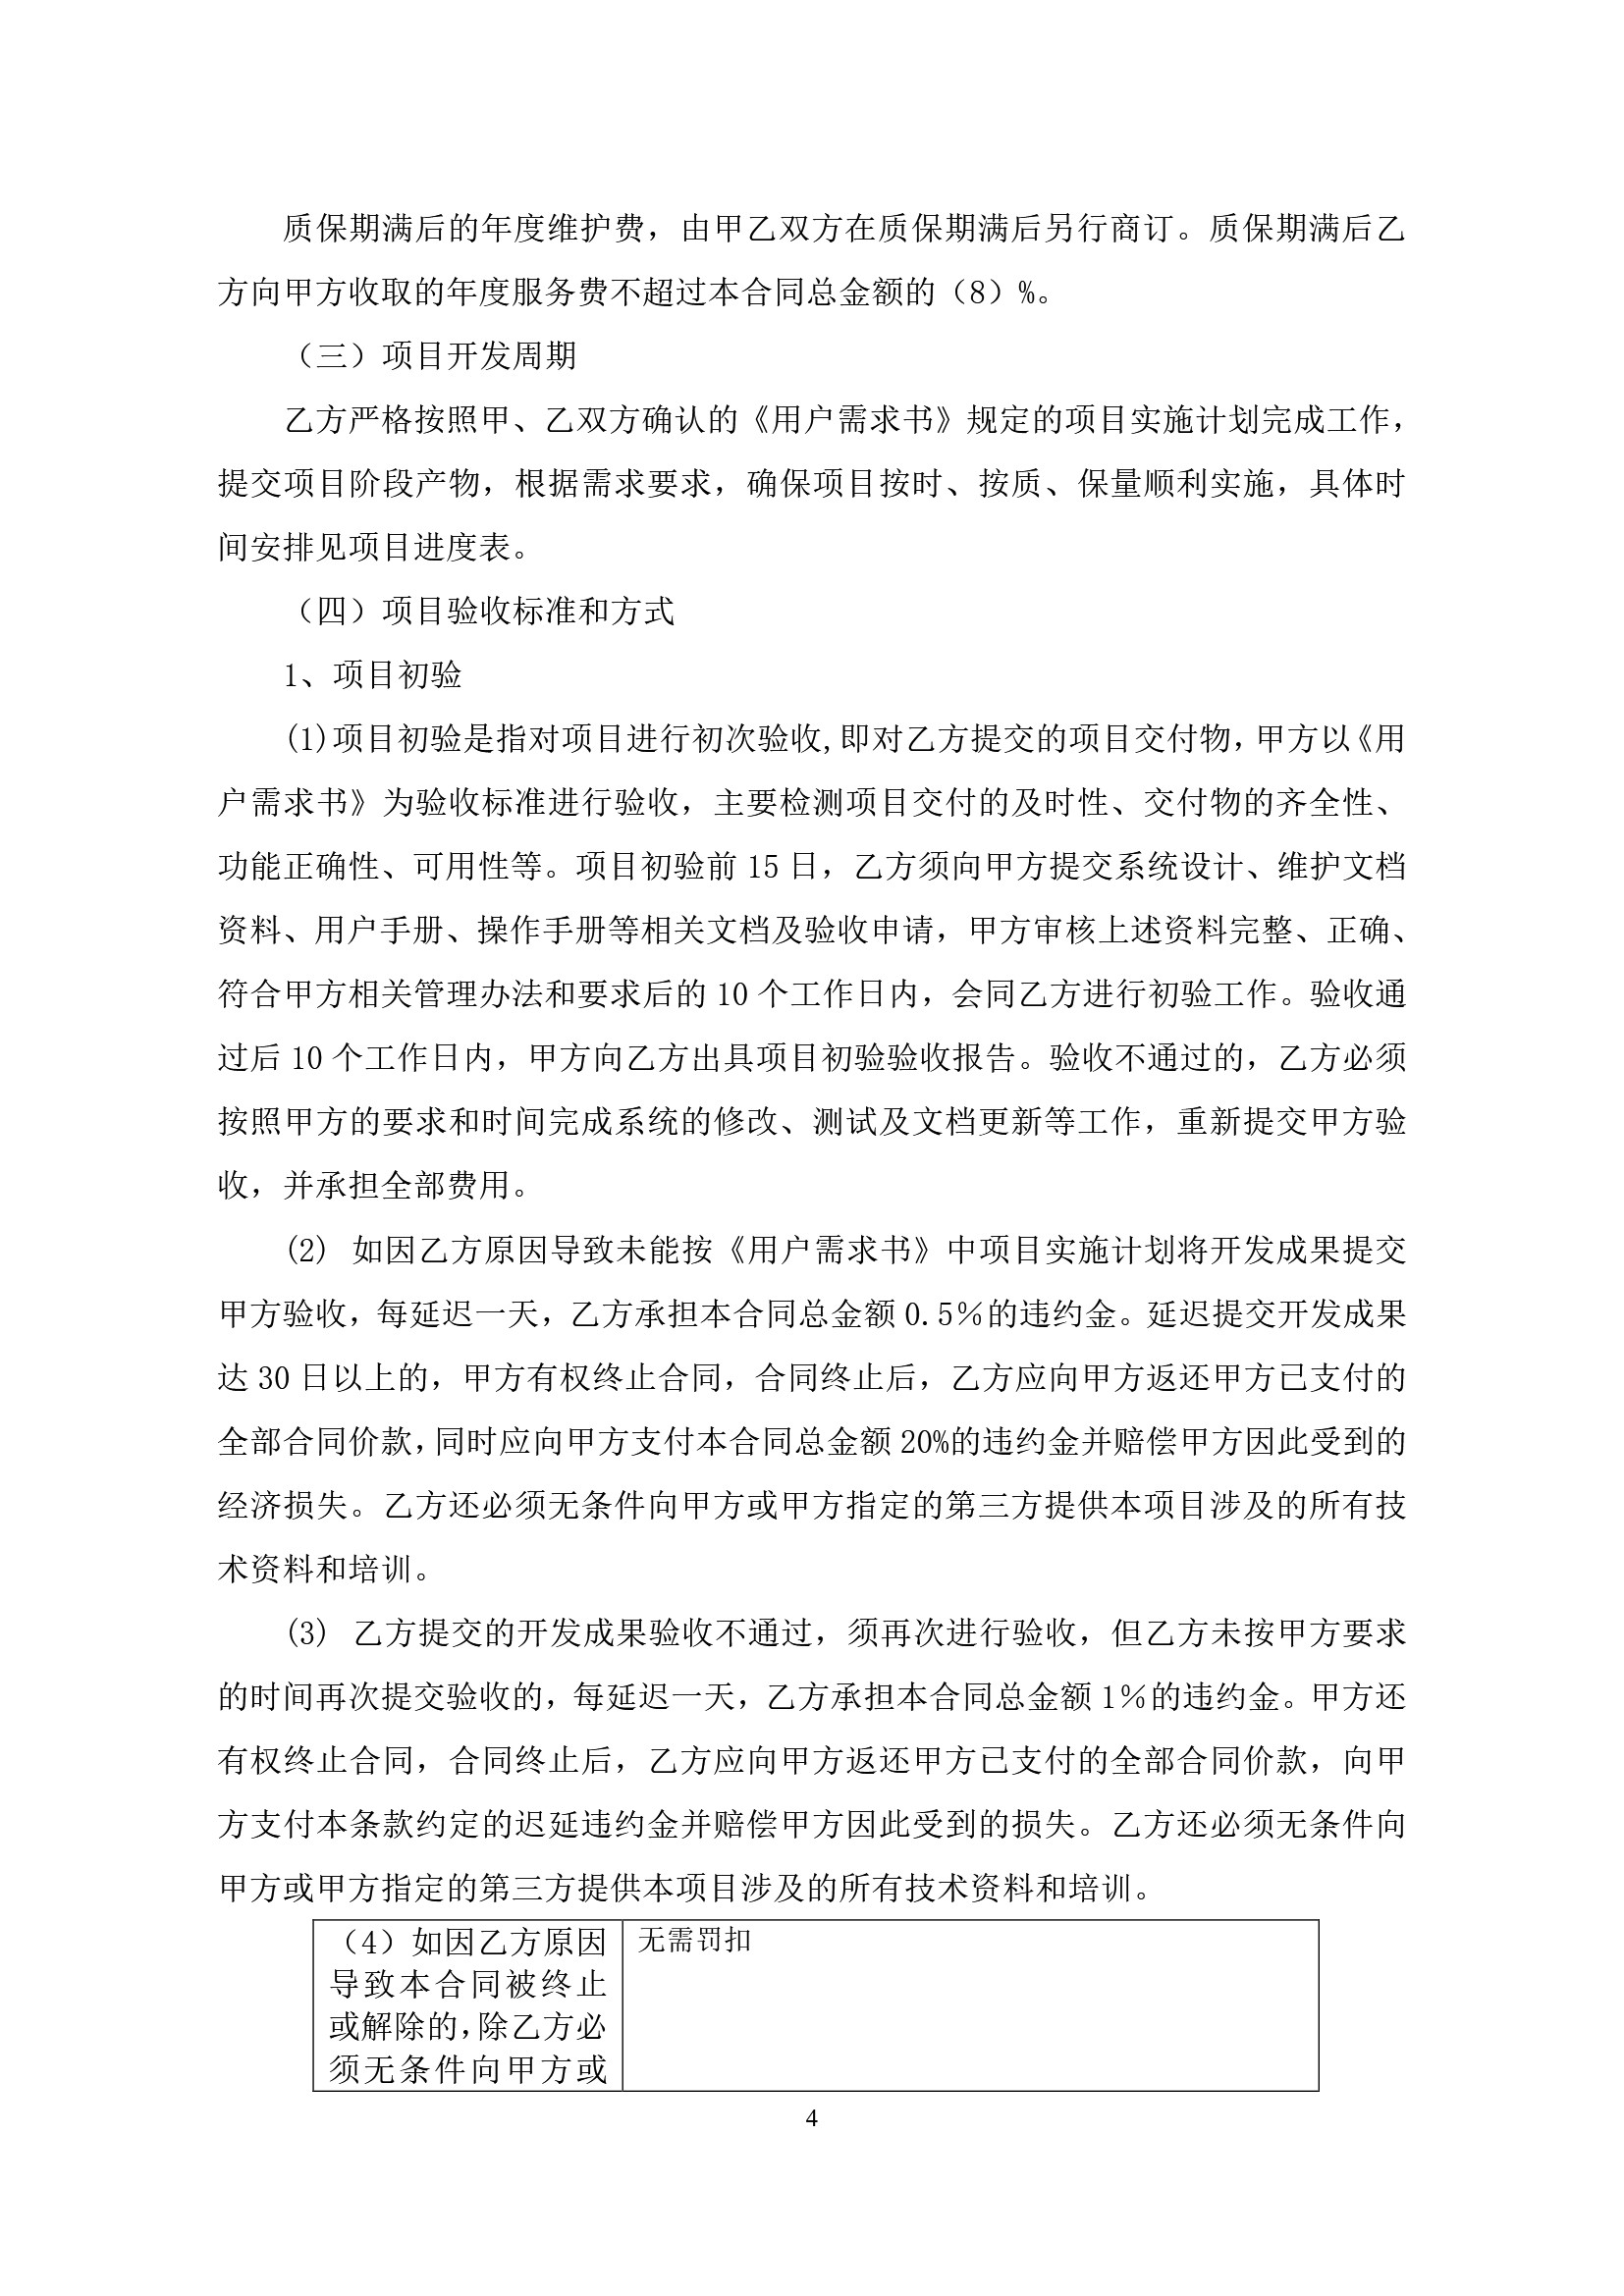 质保期满后的年度维护费，由甲乙双方在质保期满后另行商订。质保期满后乙
方向甲方收取的年度服务费不超过本合同总金额的（8）%。
（三）项目开发周期
乙方严格按照甲、乙双方确认的《用户需求书》规定的项目实施计划完成工作，
提交项目阶段产物，根据需求要求，确保项目按时、按质、保量顺利实施，具体时
间安排见项目进度表。
（四）项目验收标准和方式
1、项目初验
(1)项目初验是指对项目进行初次验收,即对乙方提交的项目交付物，甲方以《用
户需求书》为验收标准进行验收，主要检测项目交付的及时性、交付物的齐全性、
功能正确性、可用性等。项目初验前 15 日，乙方须向甲方提交系统设计、维护文档
资料、用户手册、操作手册等相关文档及验收申请，甲方审核上述资料完整、正确、
符合甲方相关管理办法和要求后的 10 个工作日内，会同乙方进行初验工作。验收通
过后 10 个工作日内，甲方向乙方出具项目初验验收报告。验收不通过的，乙方必须
按照甲方的要求和时间完成系统的修改、测试及文档更新等工作，重新提交甲方验
收，并承担全部费用。
(2) 如因乙方原因导致未能按《用户需求书》中项目实施计划将开发成果提交
甲方验收，每延迟一天，乙方承担本合同总金额 0.5％的违约金。延迟提交开发成果
达 30 日以上的，甲方有权终止合同，合同终止后，乙方应向甲方返还甲方已支付的
全部合同价款，同时应向甲方支付本合同总金额 20%的违约金并赔偿甲方因此受到的
经济损失。乙方还必须无条件向甲方或甲方指定的第三方提供本项目涉及的所有技
术资料和培训。
(3) 乙方提交的开发成果验收不通过，须再次进行验收，但乙方未按甲方要求
的时间再次提交验收的，每延迟一天，乙方承担本合同总金额 1％的违约金。甲方还
有权终止合同，合同终止后，乙方应向甲方返还甲方已支付的全部合同价款，向甲
方支付本条款约定的迟延违约金并赔偿甲方因此受到的损失。乙方还必须无条件向
甲方或甲方指定的第三方提供本项目涉及的所有技术资料和培训。
（4）如因乙方原因
导致本合同被终止
或解除的，除乙方必
须无条件向甲方或
无需罚扣
4